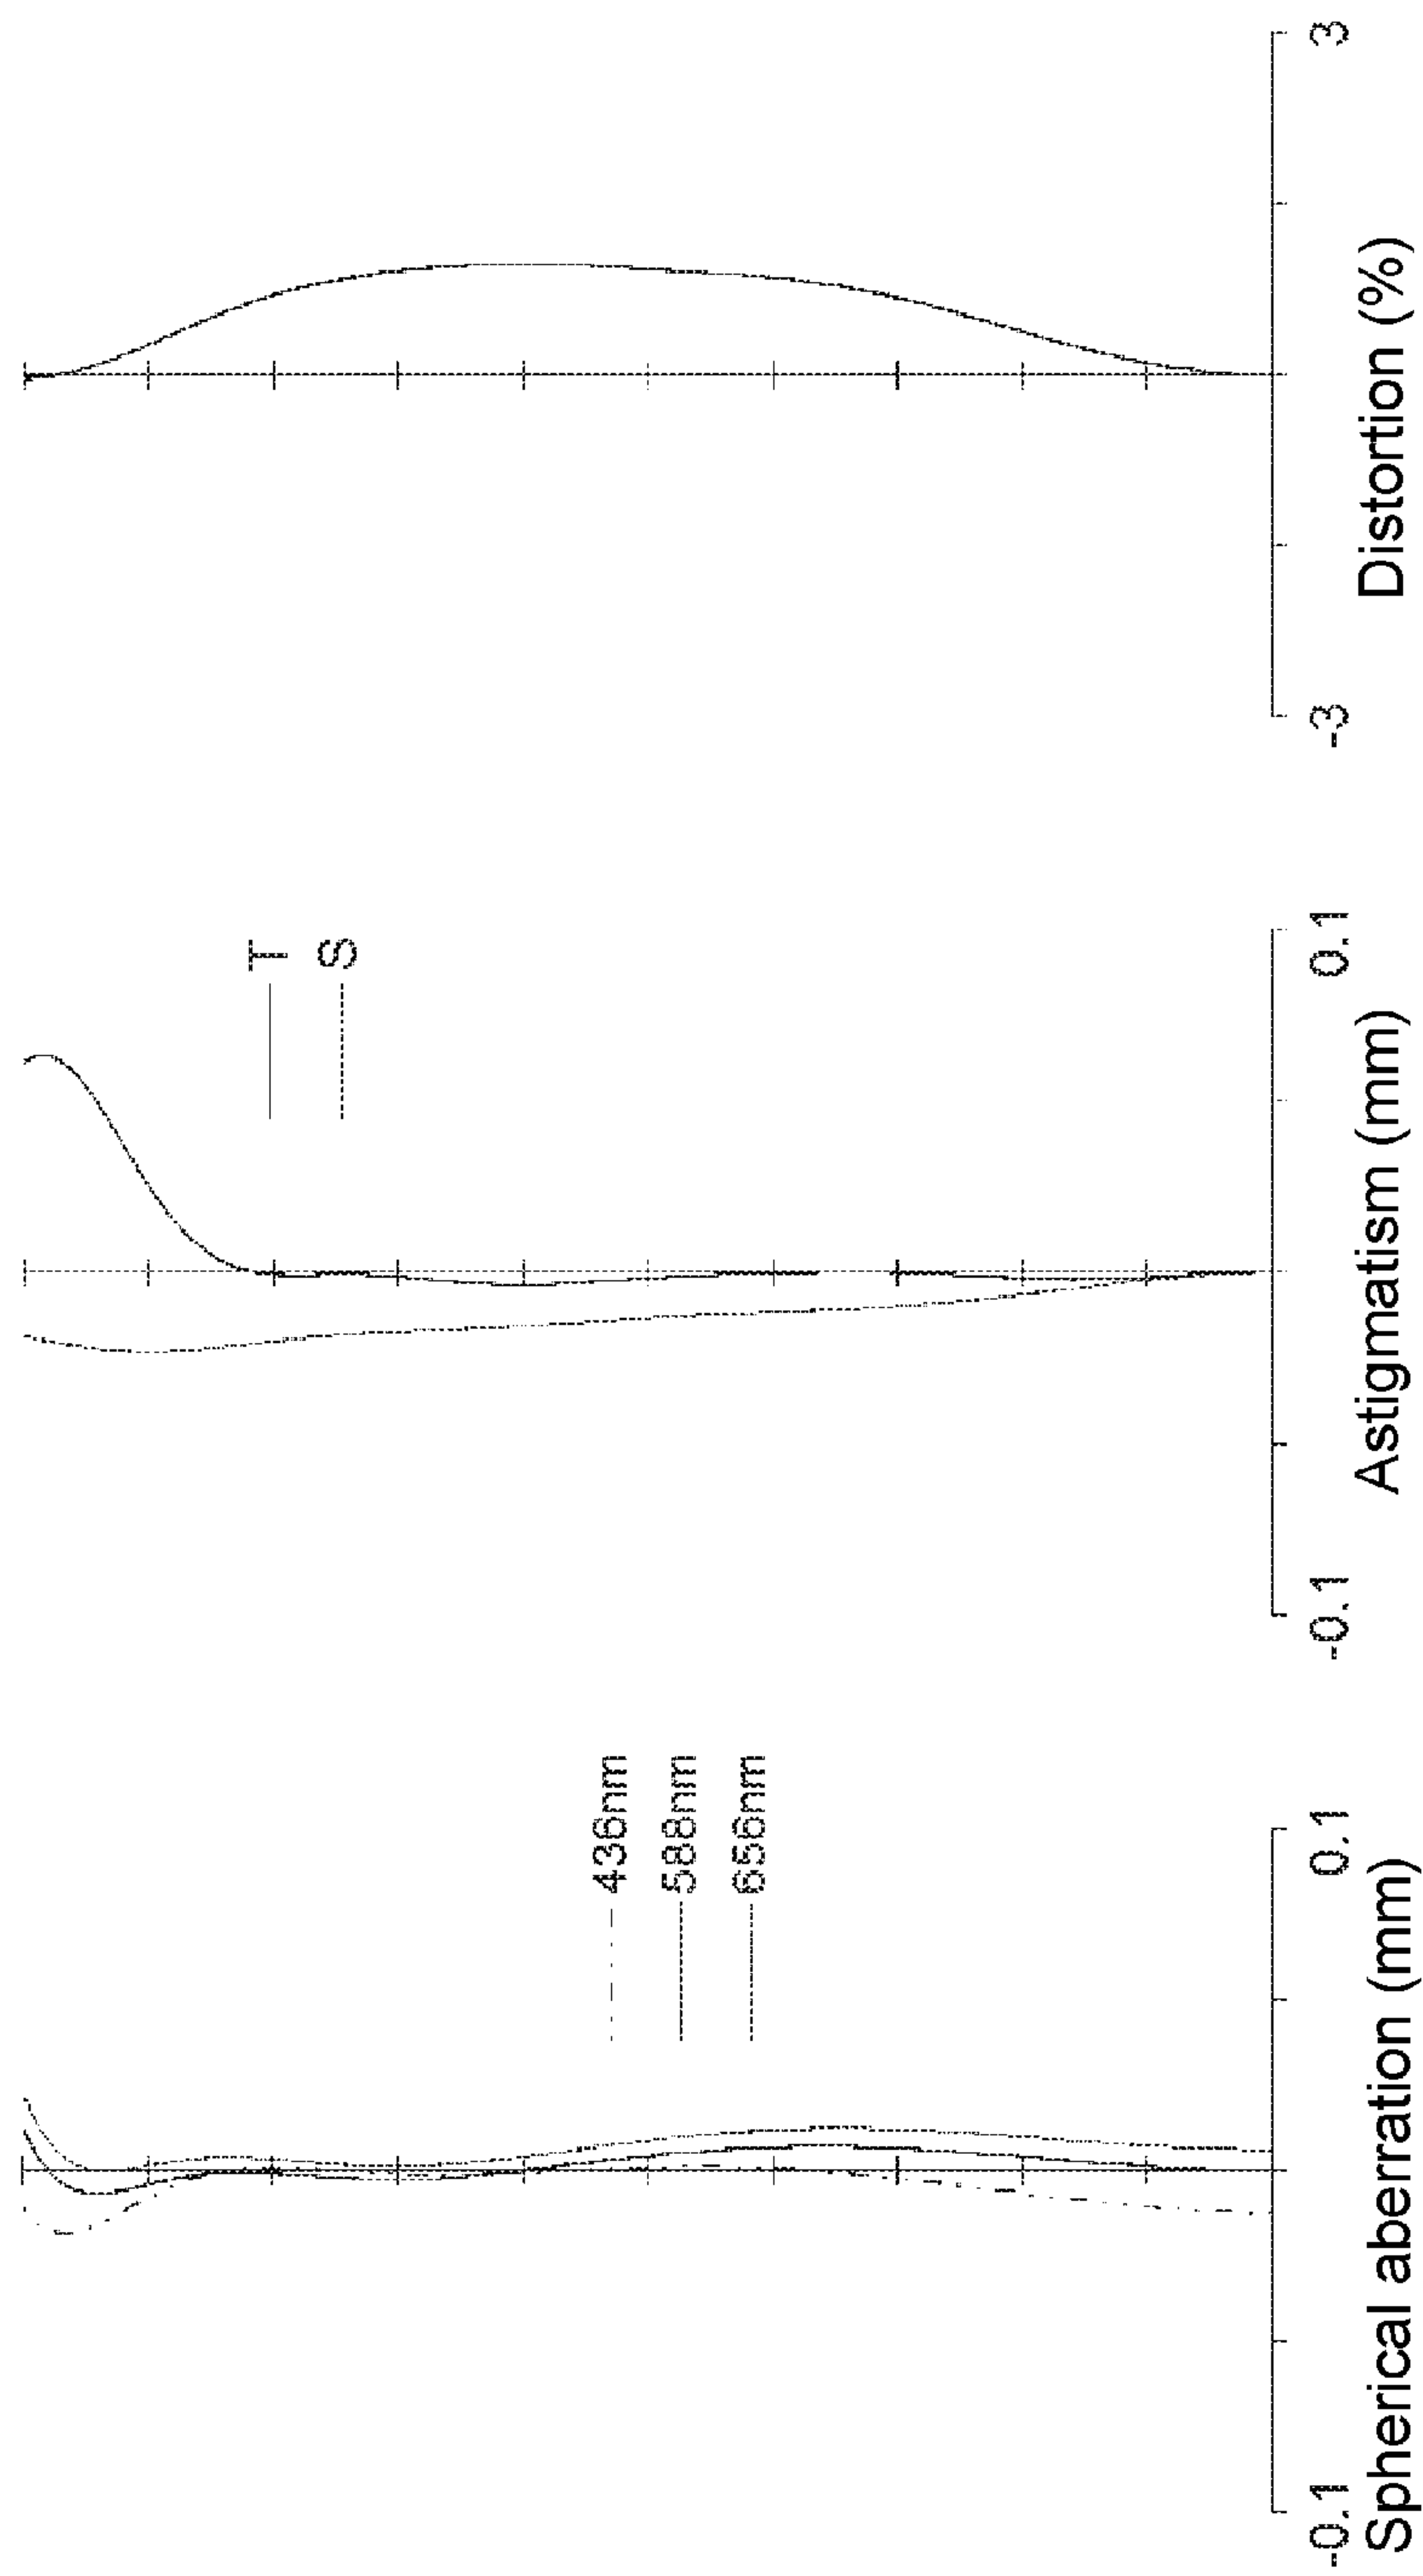 436nm
588nm
656nm
-0.1
0.1
Spherical aberration (mm)
T
S
-0.1
0.1
Astigmatism (mm)
-3
3
Distortion (%)